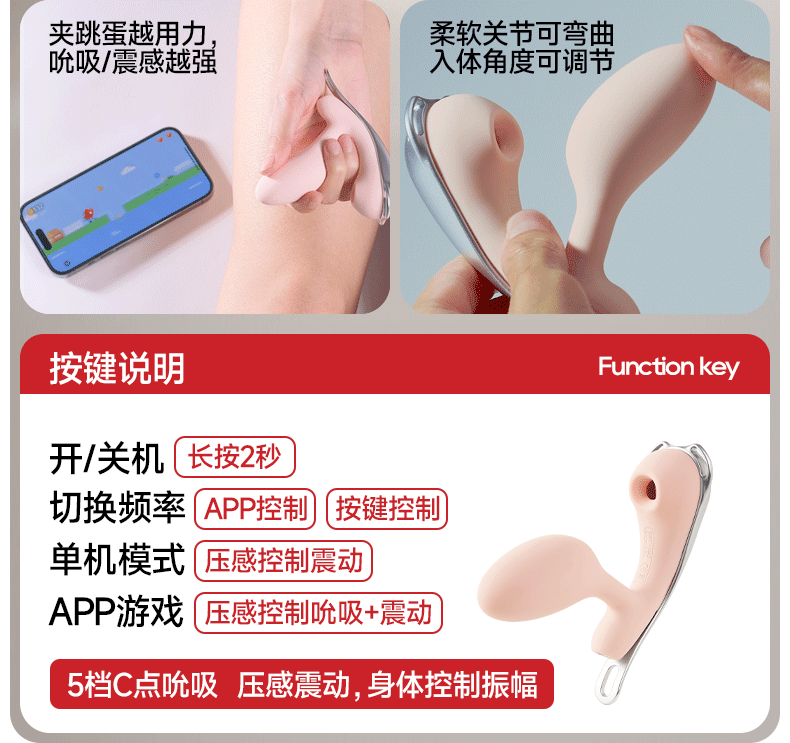 夹跳蛋越用力,
吮吸/震感越强
柔软关节可弯曲
入体角度可调节
按键说明
Function key
开/关机 长按2秒
切换频率 APP控制 按键控制
单机模式 压感控制震动
APP游戏 压感控制吮吸+震动
5档C点吮吸 压感震动,身体控制振幅